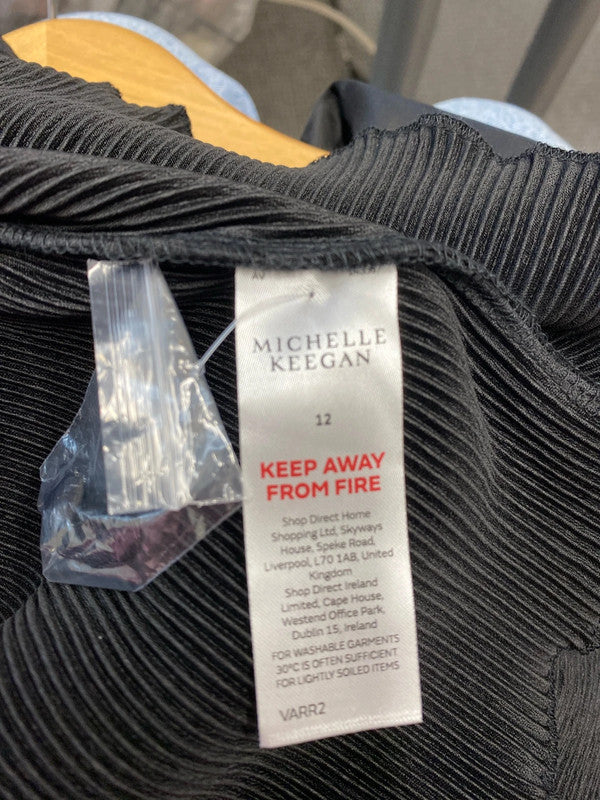 MICHELLE
KEEGAN
12
KEEP AWAY
FROM FIRE
Shop Direct Home
Shopping Ltd, Skyways
House, Speke Road,
Liverpool, L70 1AB, United
Kingdom
Shop Direct Ireland
Limited, Cape House,
Westend Office Park,
Dublin 15, Ireland
FOR WASHABLE GARMENTS
30°C IS OFTEN SUFFICIENT
FOR LIGHTLY SOILED ITEMS
VARR2